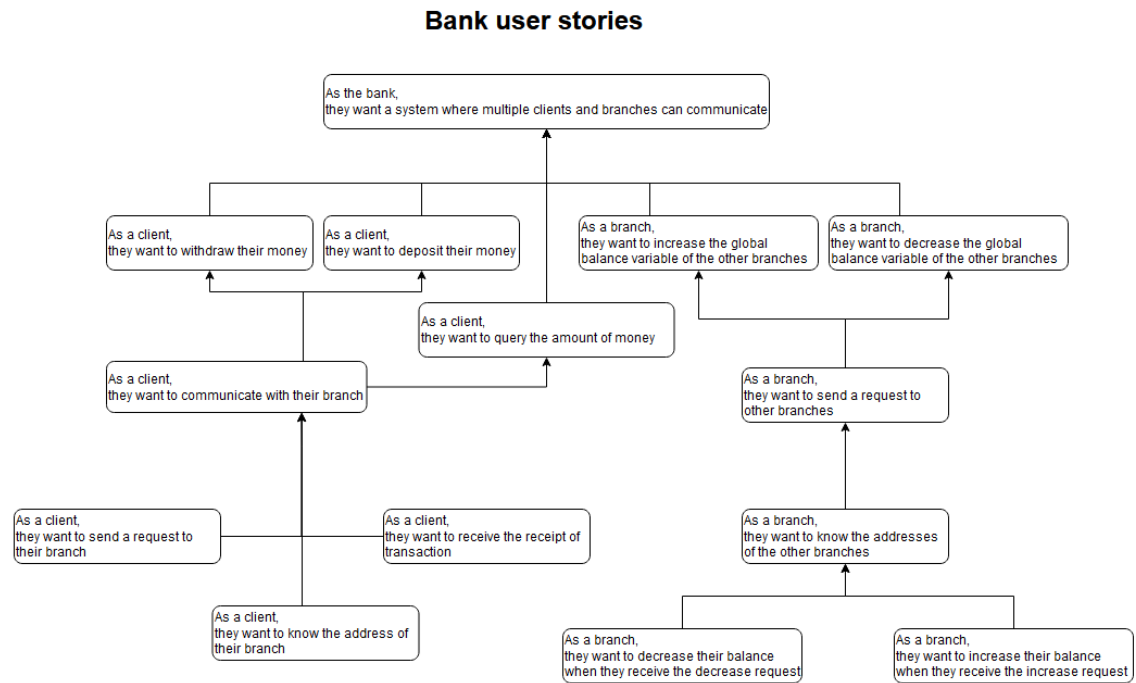 Bank user stories
As the bank,
they want a system where multiple clients and branches can communicate
As a client,
they want to withdraw their money
As a client,
they want to deposit their money
As a branch,
they want to increase the global
balance variable of the other branches
As a branch,
they want to decrease the global
balance variable of the other branches
As a client,
they want to query the amount of money
As a client,
they want to communicate with their branch
As a branch,
they want to send a request to
other branches
As a client,
they want to send a request to
their branch
As a client,
they want to receive the receipt of
transaction
As a branch,
they want to know the addresses
of the other branches
As a client,
they want to know the address of
their branch
As a branch,
they want to decrease their balance
when they receive the decrease request
As a branch,
they want to increase their balance
when they receive the increase request